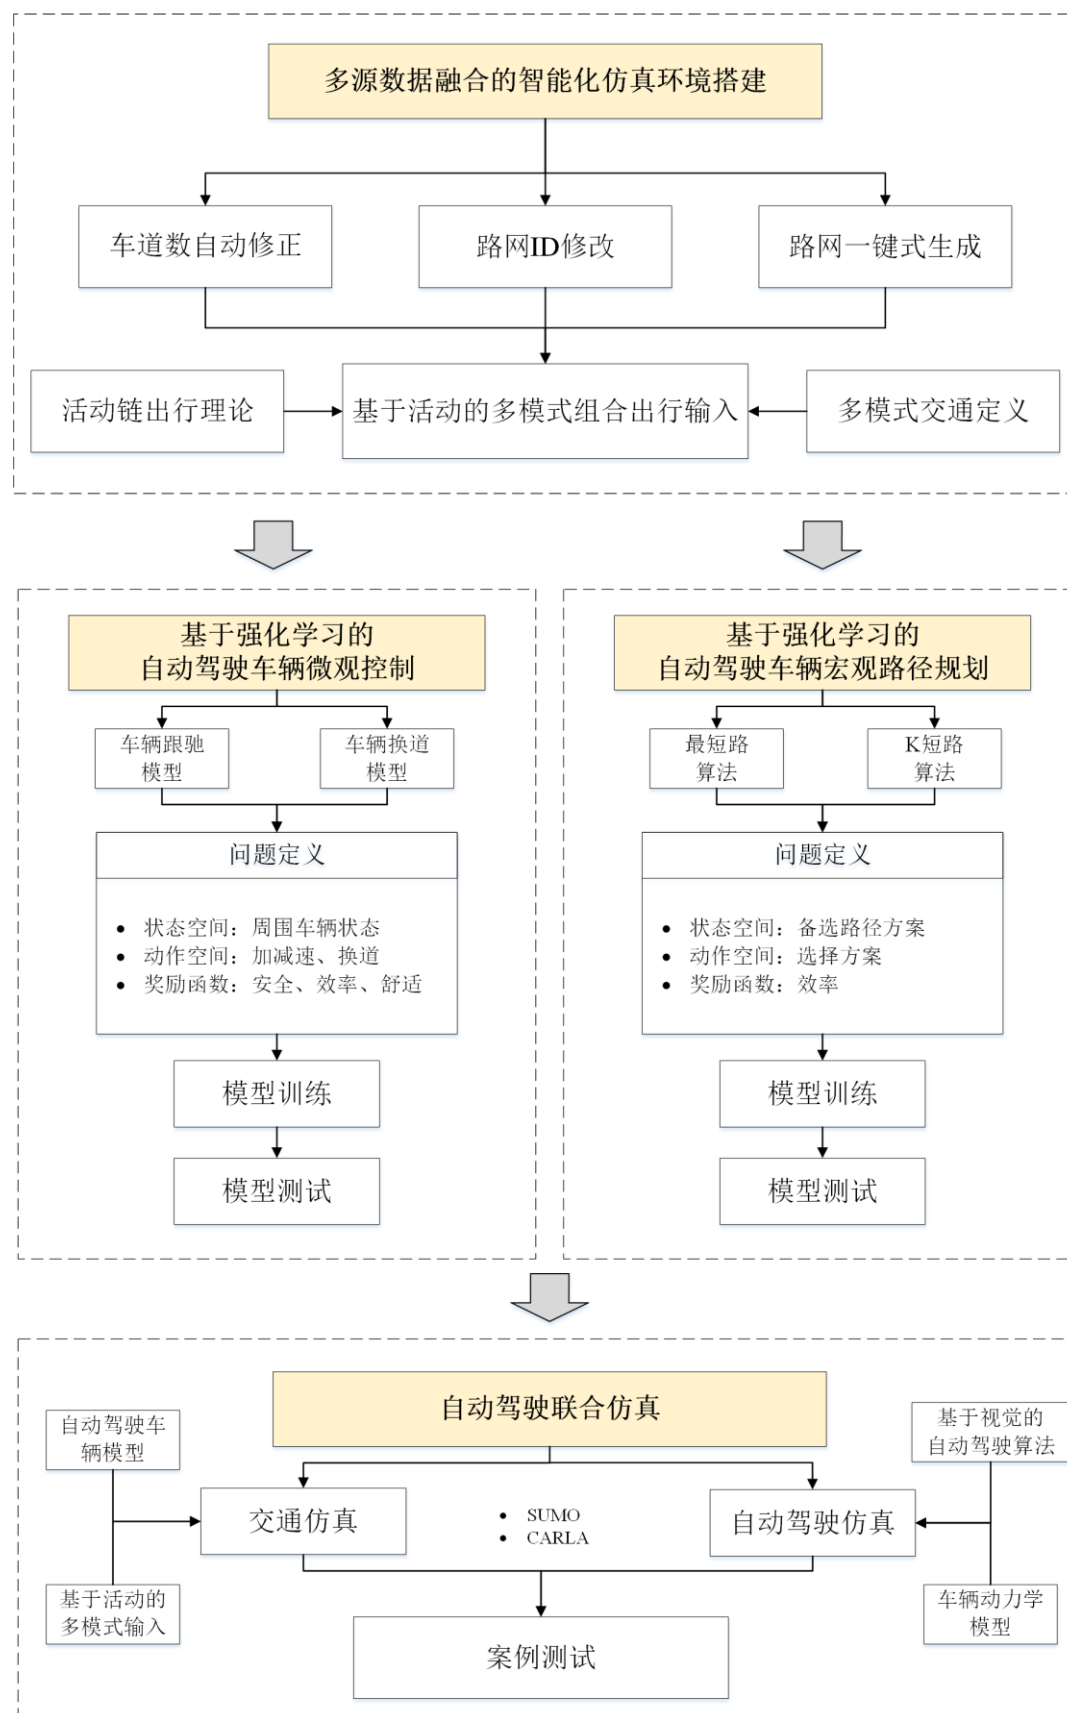 多源数据融合的智能化仿真环境搭建
车道数自动修正
路网ID修改
路网一键式生成
活动链出行理论
基于活动的多模式组合出行输入
多模式交通定义
基于强化学习的
自动驾驶车辆微观控制
车辆跟驰
模型
车辆换道
模型
问题定义
• 状态空间：周围车辆状态
• 动作空间：加减速、换道
• 奖励函数：安全、效率、舒适
模型训练
模型测试
基于强化学习的
自动驾驶车辆宏观路径规划
最短路
算法
K短路
算法
问题定义
• 状态空间：备选路径方案
• 动作空间：选择方案
• 奖励函数：效率
模型训练
模型测试
自动驾驶联合仿真
自动驾驶车
辆模型
基于活动的
多模式输入
交通仿真
• SUMO
• CARLA
自动驾驶仿真
基于视觉的
自动驾驶算法
车辆动力学
模型
案例测试